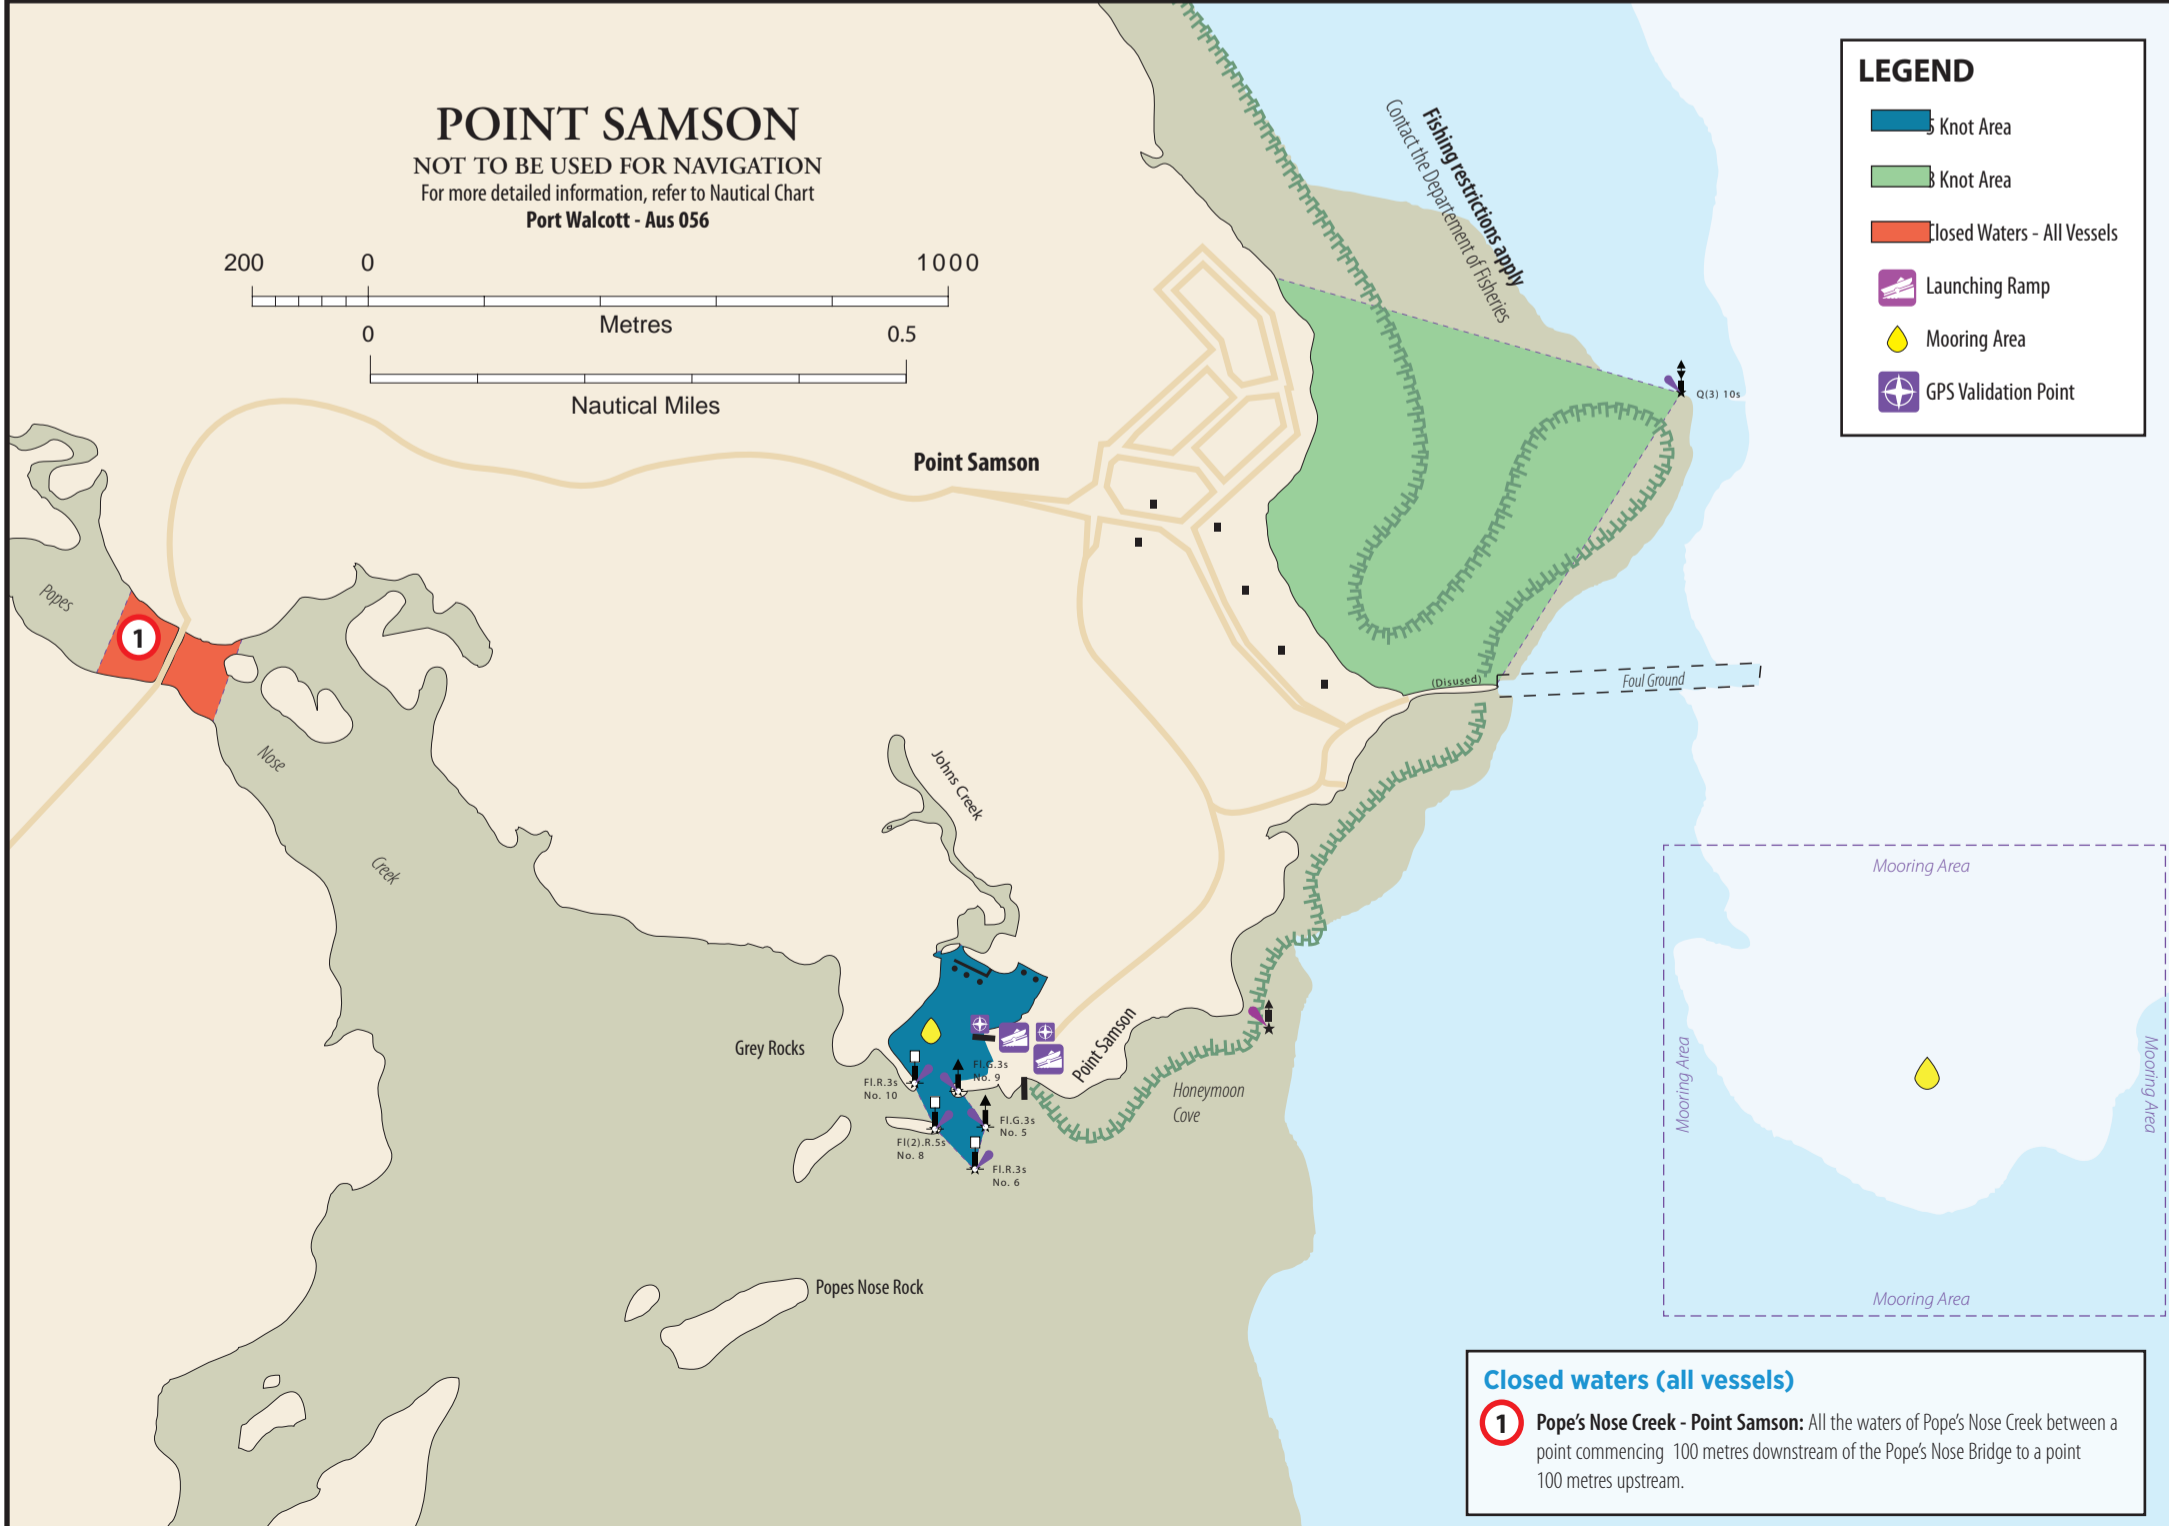 POINT SAMSON
NOT TO BE USED FOR NAVIGATION
For more detailed information, refer to Nautical Chart
Port Walcott - Aus 056
200 0 1000
Metres
0 0.5
Nautical Miles
LEGEND
5 Knot Area
8 Knot Area
Closed Waters - All Vessels
Launching Ramp
Mooring Area
GPS Validation Point
Fishing restrictions apply
Contact the Departement of Fisheries
Q(3) 10s
Point Samson
Popes
1
Nose
Creek
Johns Creek
(Disused)
Foul Ground
Mooring Area
Mooring Area
Mooring Area
Mooring Area
Grey Rocks
Point Samson
Honeymoon
Cove
Fl.G.3s
No. 9
Fl.R.3s
No. 10
Fl.G.3s
No. 5
Fl(2).R.5s
No. 8
Fl.R.3s
No. 6
Popes Nose Rock
Closed waters (all vessels)
1 Pope's Nose Creek - Point Samson: All the waters of Pope's Nose Creek between a
point commencing 100 metres downstream of the Pope's Nose Bridge to a point
100 metres upstream.